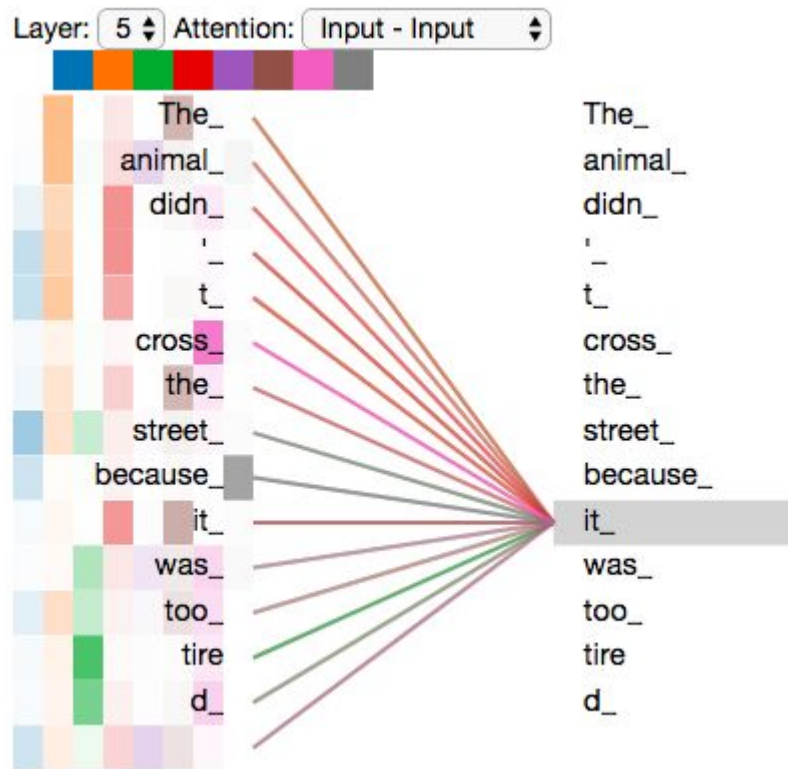 Layer: 5 Attention: Input - Input
The_ The_
animal_ animal_
didn_ didn_
'_ '_
t_ t_
cross_ cross_
the_ the_
street_ street_
because_ because_
it_ it_
was_ was_
too_ too_
tire tire
d_ d_